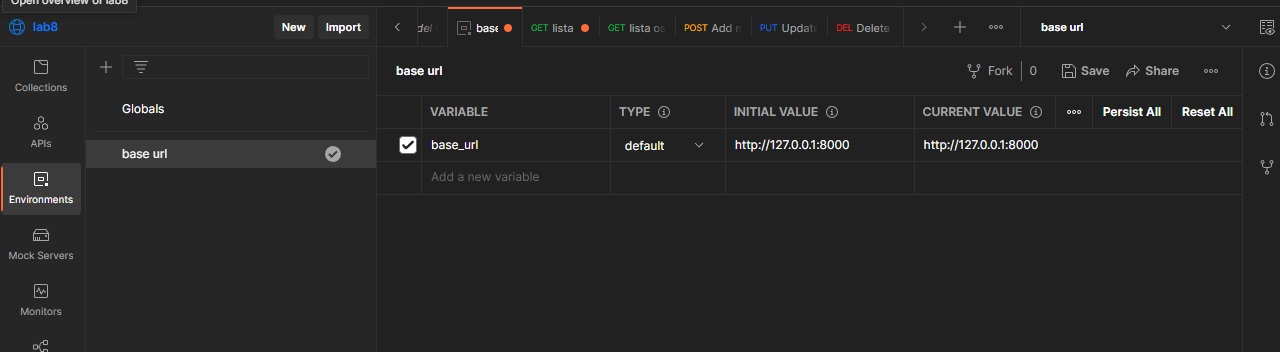 Open overview of lab8
lab8
New
Import
base
GET lista
GET lista os
POST Add
PUT Updat
DEL Delete
base url
Collections
APIs
Environments
Mock Servers
Monitors
Globals
base url
base url
Fork 0
Save
Share
VARIABLE TYPE INITIAL VALUE CURRENT VALUE Persist All Reset All
base_url default http://127.0.0.1:8000 http://127.0.0.1:8000
Add a new variable